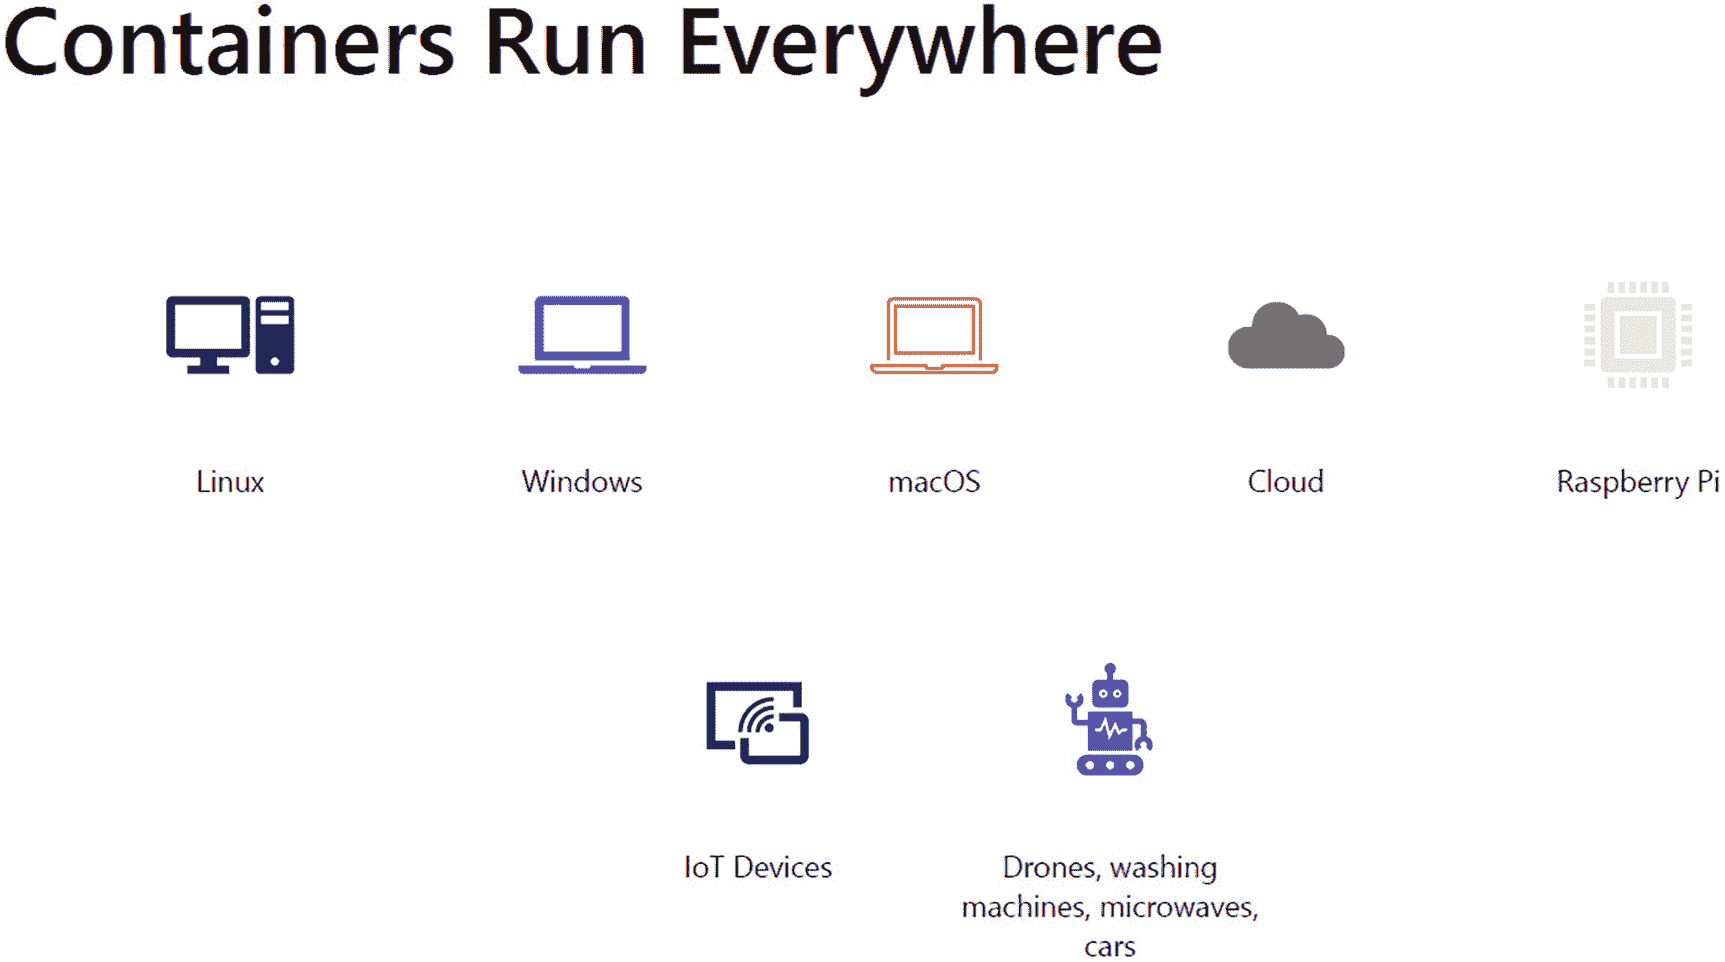 Containers Run Everywhere
Linux
Windows
macOS
Cloud
Raspberry Pi
IoT Devices
Drones, washing
machines, microwaves,
cars